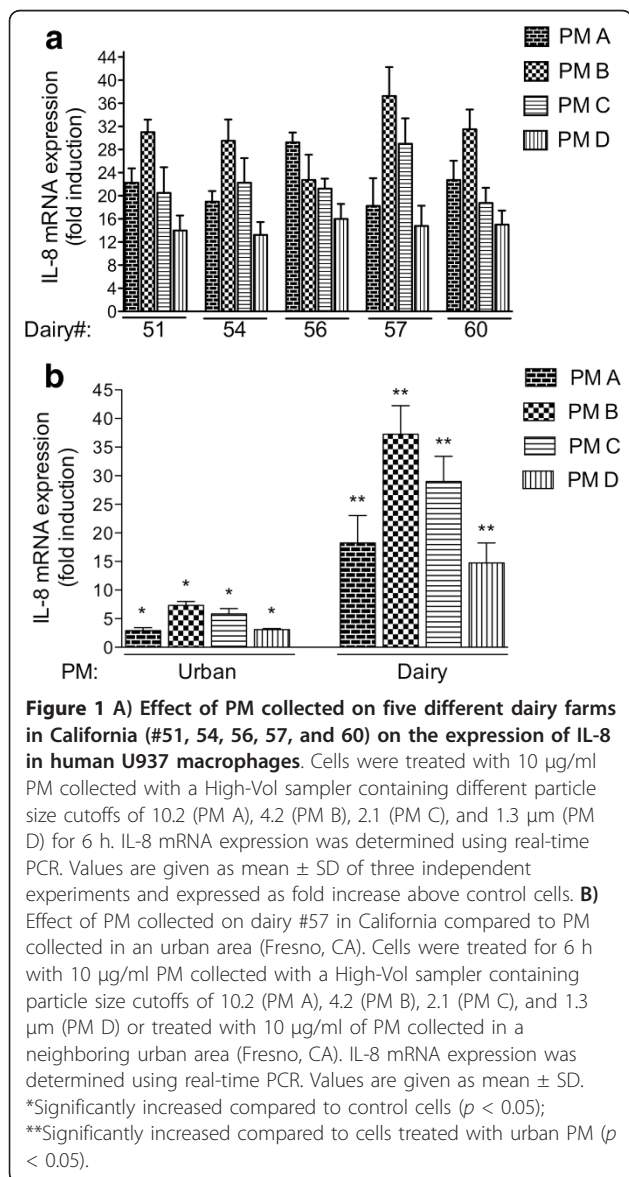 a
PM A
PM B
PM C
PM D
IL-8 mRNA expression
(fold induction)
44
40
36
32
28
24
20
16
12
8
4
0
Dairy#: 51 54 56 57 60
b
PM A
PM B
PM C
PM D
IL-8 mRNA expression
(fold induction)
45
40
35
30
25
20
15
10
5
0
* * * *
** ** ** **
PM: Urban Dairy
Figure 1 A) Effect of PM collected on five different dairy farms
in California (#51, 54, 56, 57, and 60) on the expression of IL-8
in human U937 macrophages. Cells were treated with 10 μg/ml
PM collected with a High-Vol sampler containing different particle
size cutoffs of 10.2 (PM A), 4.2 (PM B), 2.1 (PM C), and 1.3 μm (PM
D) for 6 h. IL-8 mRNA expression was determined using real-time
PCR. Values are given as mean ± SD of three independent
experiments and expressed as fold increase above control cells. B)
Effect of PM collected on dairy #57 in California compared to PM
collected in an urban area (Fresno, CA). Cells were treated for 6 h
with 10 μg/ml PM collected with a High-Vol sampler containing
particle size cutoffs of 10.2 (PM A), 4.2 (PM B), 2.1 (PM C), and 1.3
μm (PM D) or treated with 10 μg/ml of PM collected in a
neighboring urban area (Fresno, CA). IL-8 mRNA expression was
determined using real-time PCR. Values are given as mean ± SD.
*Significantly increased compared to control cells (p < 0.05);
**Significantly increased compared to cells treated with urban PM (p
< 0.05).